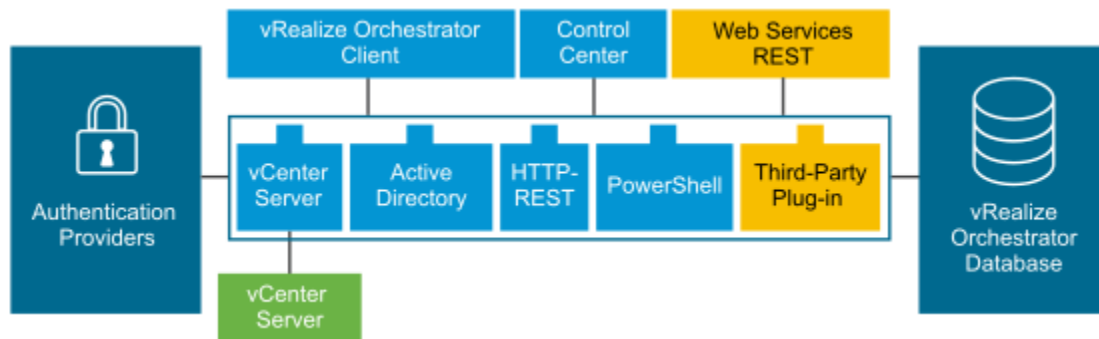 vRealize Orchestrator
Client
Control
Center
Web Services
REST
Authentication
Providers
vCenter
Server
Active
Directory
HTTP-
REST
PowerShell
Third-Party
Plug-in
vRealize
Orchestrator
Database
vCenter
Server